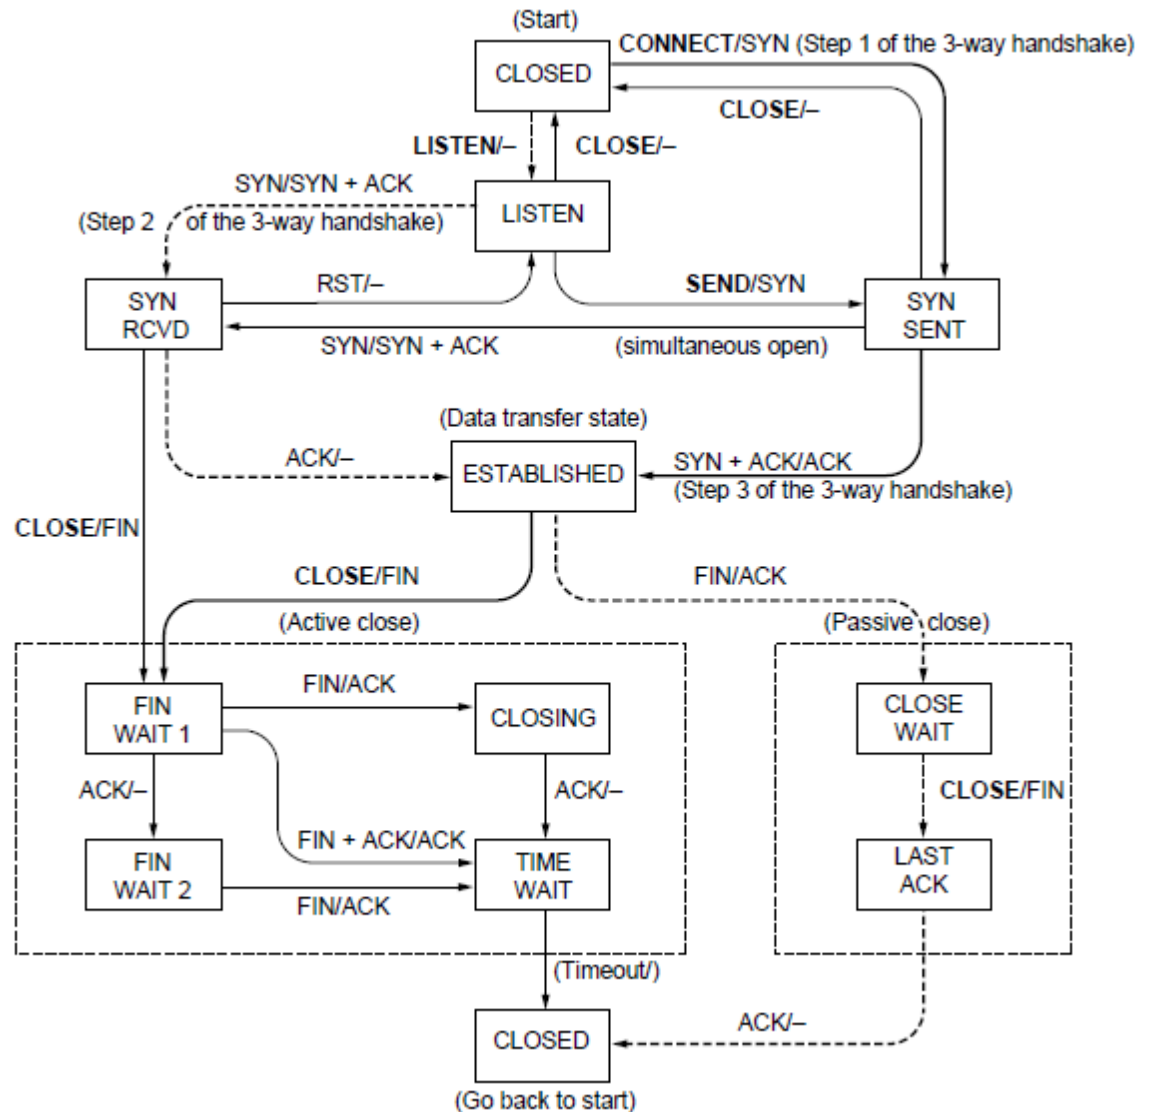 (Start)
CONNECT/SYN (Step 1 of the 3-way handshake)
CLOSED
CLOSE/–
LISTEN/–
CLOSE/–
SYN/SYN + ACK
LISTEN
(Step 2 of the 3-way handshake)
RST/–
SEND/SYN
SYN
RCVD
SYN
SENT
SYN/SYN + ACK
(simultaneous open)
(Data transfer state)
ACK/–
ESTABLISHED
SYN + ACK/ACK
(Step 3 of the 3-way handshake)
CLOSE/FIN
CLOSE/FIN
FIN/ACK
(Active close)
(Passive close)
FIN/ACK
FIN
WAIT 1
CLOSING
CLOSE
WAIT
ACK/–
ACK/–
CLOSE/FIN
FIN + ACK/ACK
FIN
WAIT 2
TIME
WAIT
LAST
ACK
FIN/ACK
(Timeout/)
ACK/–
CLOSED
(Go back to start)